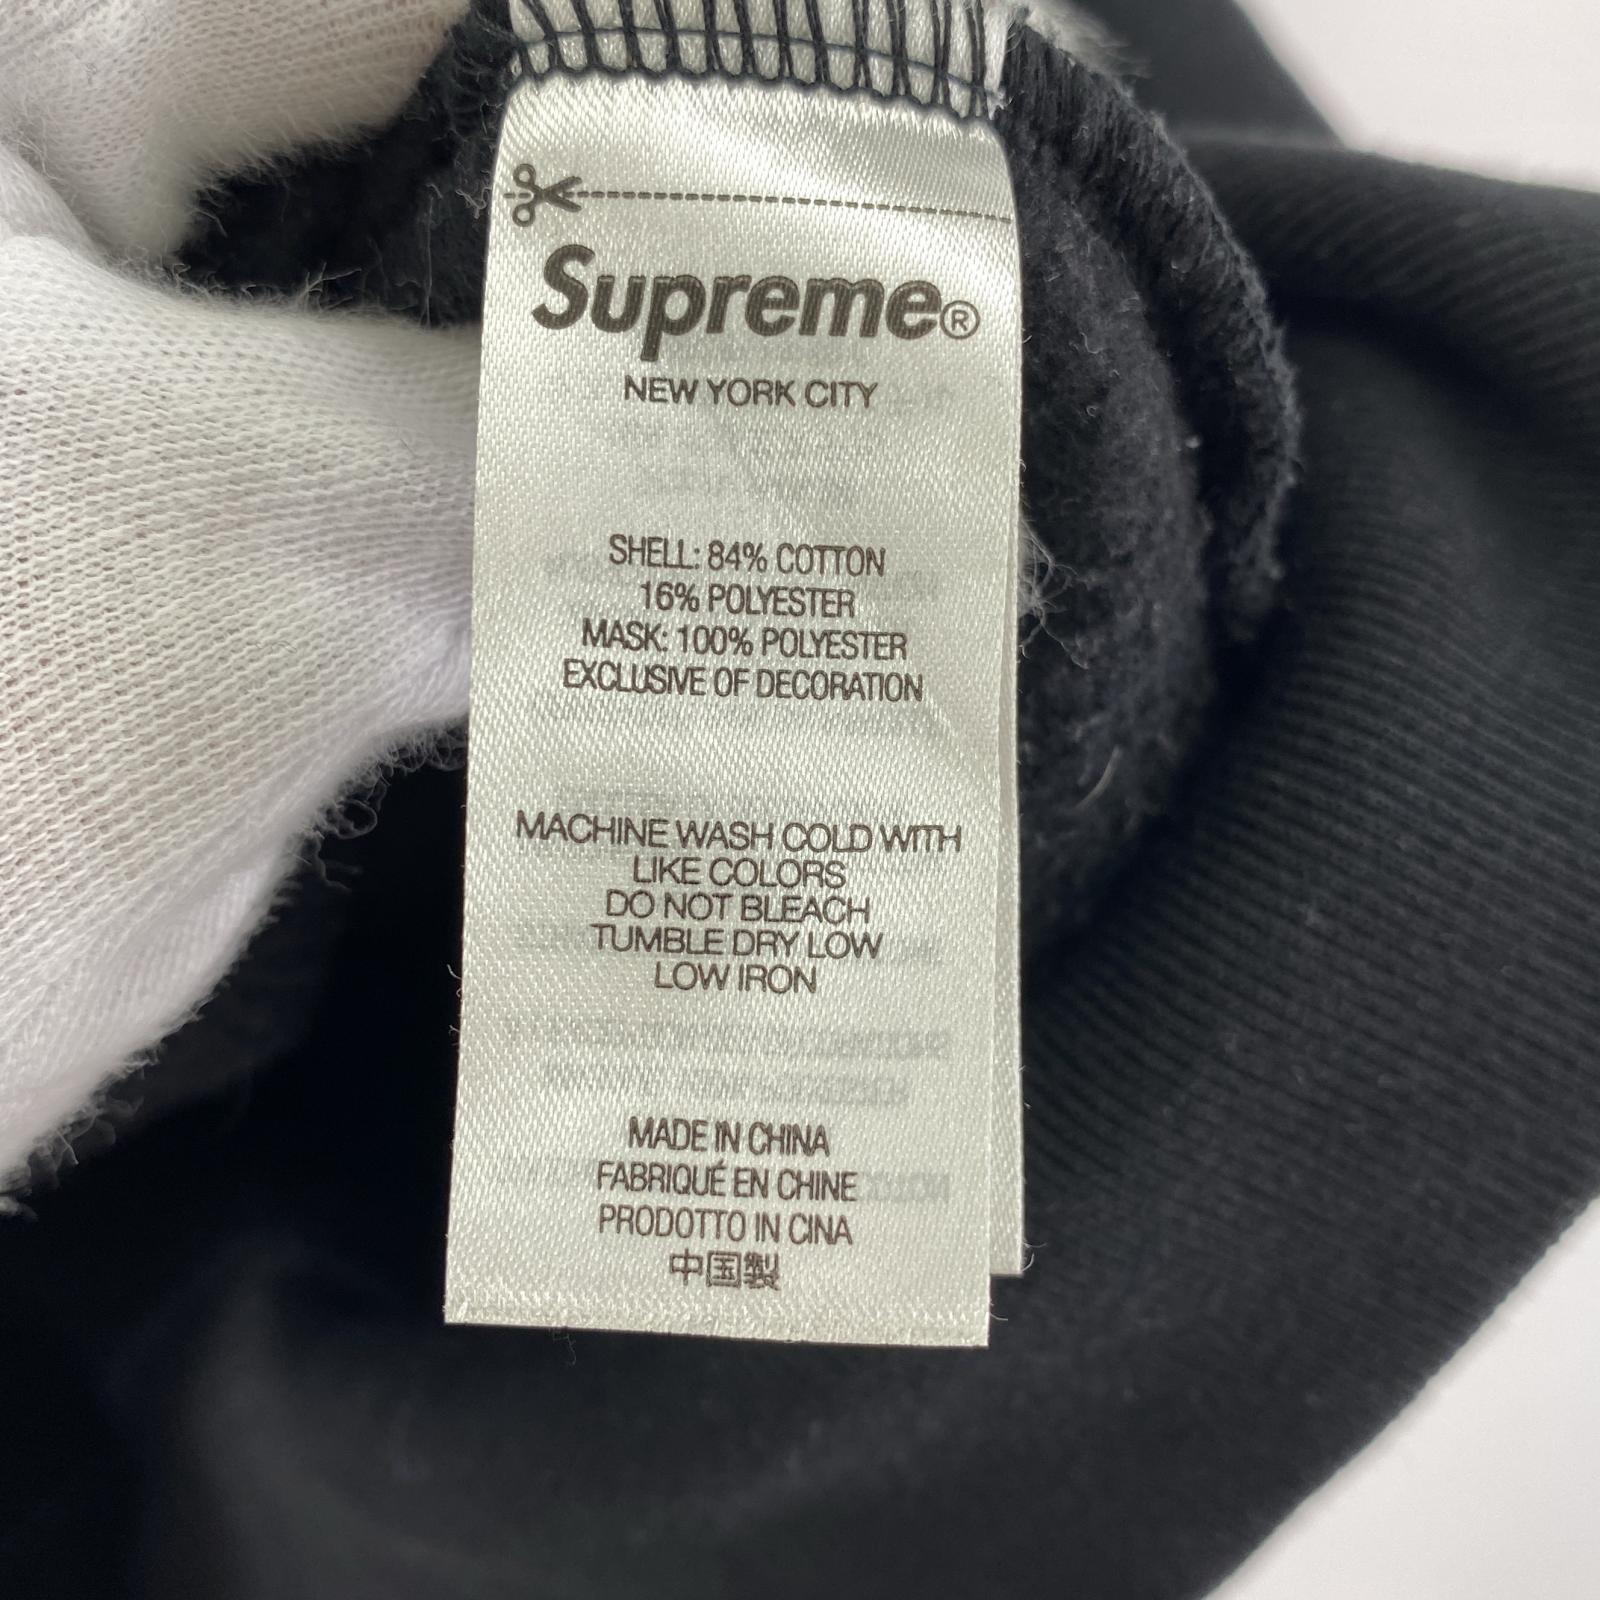 Supreme®
NEW YORK CITY
SHELL: 84% COTTON
16% POLYESTER
MASK: 100% POLYESTER
EXCLUSIVE OF DECORATION
MACHINE WASH COLD WITH
LIKE COLORS
DO NOT BLEACH
TUMBLE DRY LOW
LOW IRON
MADE IN CHINA
FABRIQUÉ EN CHINE
PRODOTTO IN CINA
中国製